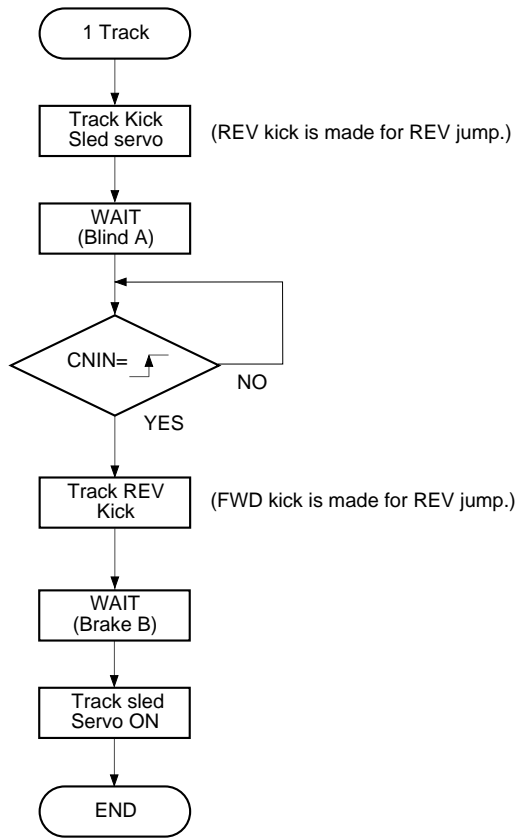 1 Track
Track Kick
Sled servo
(REV kick is made for REV jump.)
WAIT
(Blind A)
CNIN=
NO
YES
Track REV
Kick
(FWD kick is made for REV jump.)
WAIT
(Brake B)
Track sled
Servo ON
END